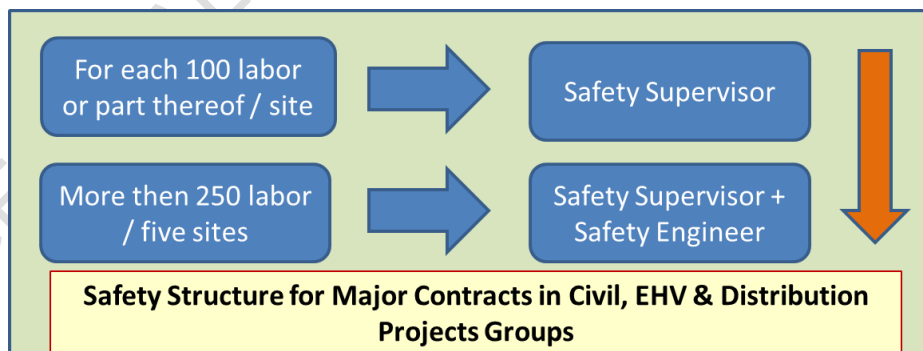 For each 100 labor
or part thereof / site
Safety Supervisor
More then 250 labor
/ five sites
Safety Supervisor +
Safety Engineer
Safety Structure for Major Contracts in Civil, EHV & Distribution
Projects Groups